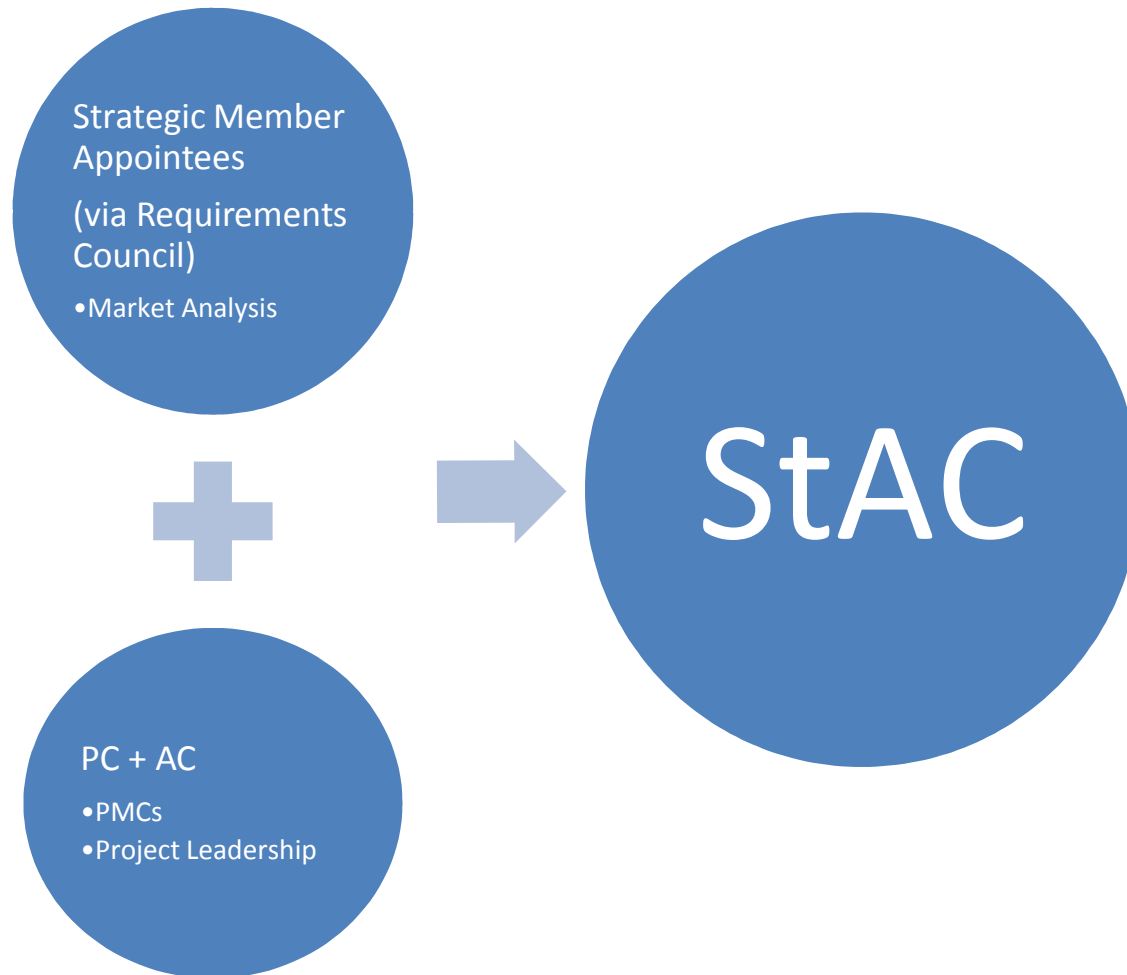 Strategic Member
Appointees
(via Requirements
Council)
•Market Analysis
StAC
PC + AC
•PMCs
•Project Leadership